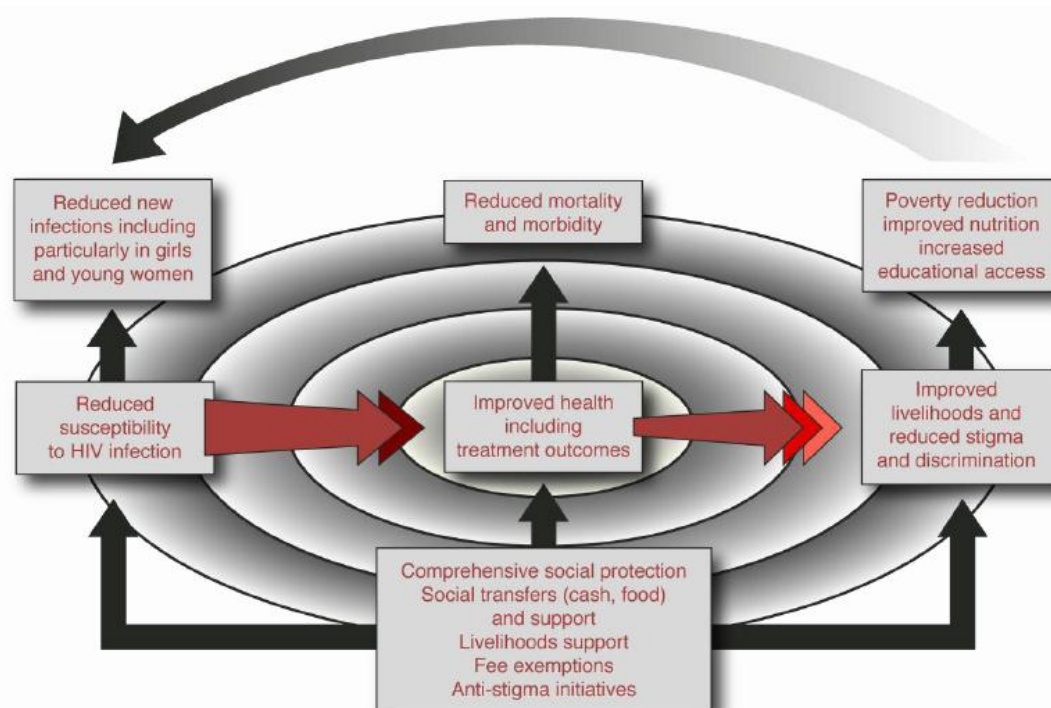 Reduced new
infections including
particularly in girls
and young women
Reduced mortality
and morbidity
Poverty reduction
improved nutrition
increased
educational access
Reduced
susceptibility
to HIV infection
Improved health
including
treatment outcomes
Improved
livelihoods and
reduced stigma
and discrimination
Comprehensive social protection
Social transfers (cash, food)
and support
Livelihoods support
Fee exemptions
Anti-stigma initiatives